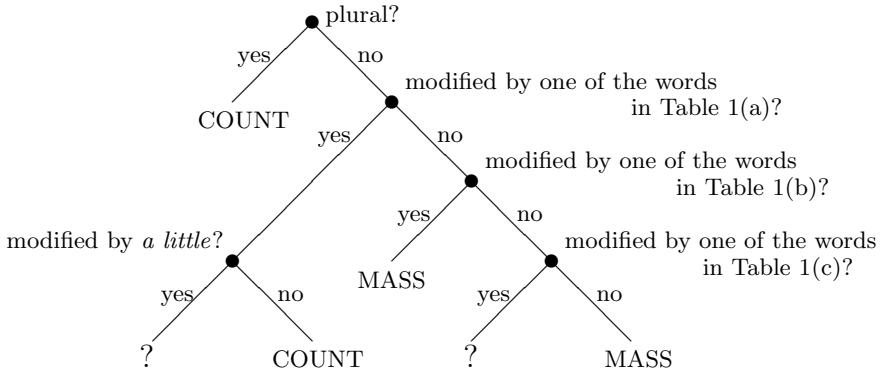 plural?
yes
no
modified by one of the words
in Table 1(a)?
COUNT
yes
no
modified by one of the words
in Table 1(b)?
yes
no
modified by a little?
modified by one of the words
in Table 1(c)?
MASS
yes
no
yes
no
?
COUNT
?
MASS